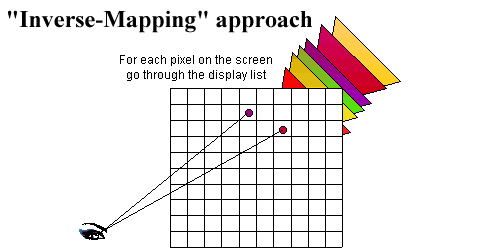 "Inverse-Mapping" approach
For each pixel on the screen
go through the display list